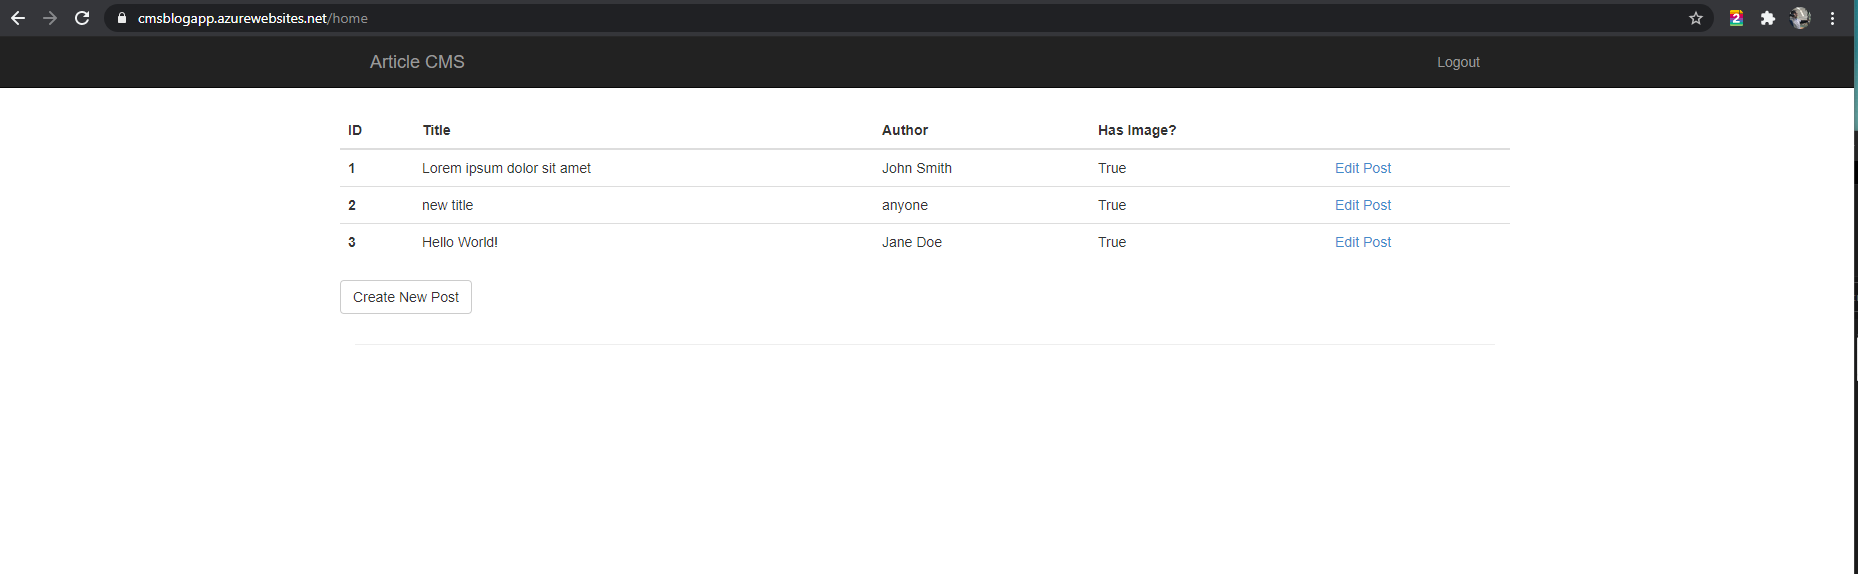 cmsblogapp.azurewebsites.net/home
2
Article CMS Logout
ID Title Author Has Image?
1 Lorem ipsum dolor sit amet John Smith True Edit Post
2 new title anyone True Edit Post
3 Hello World! Jane Doe True Edit Post
Create New Post